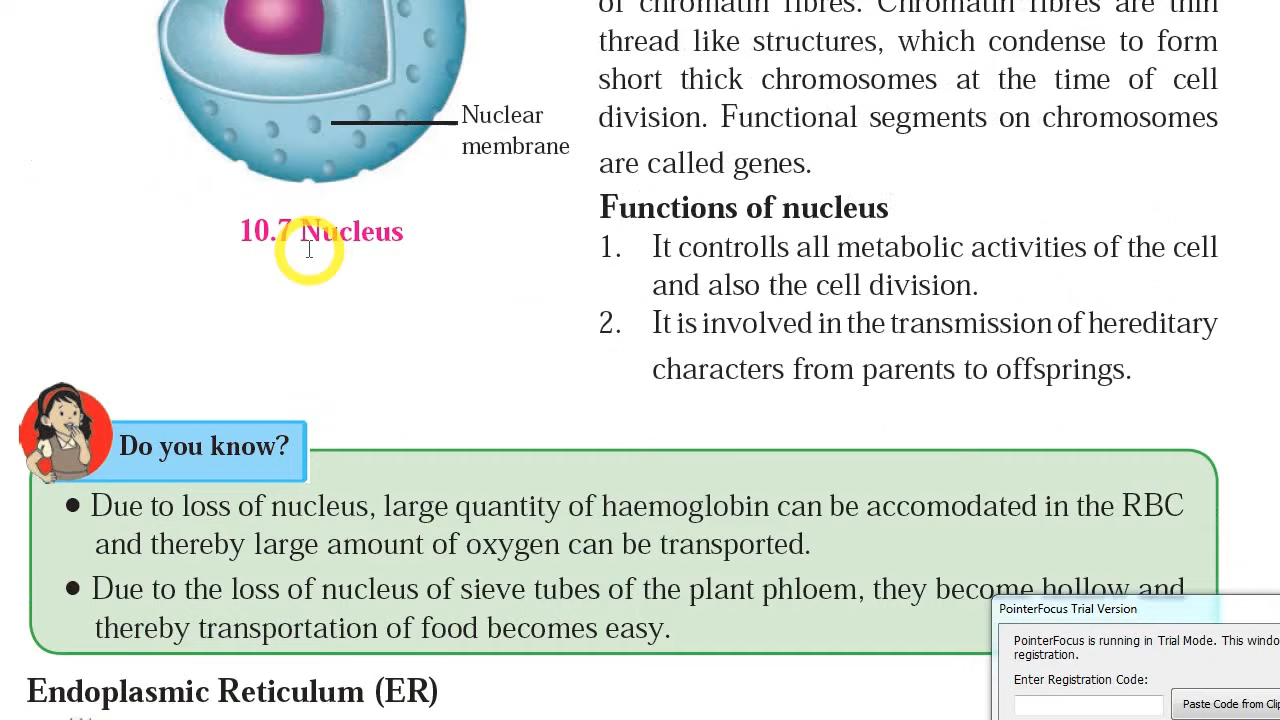 of chromatin fibres. Chromatin fibres are thin
thread like structures, which condense to form
short thick chromosomes at the time of cell
division. Functional segments on chromosomes
are called genes.
Nuclear
membrane
10.7 Nucleus
Functions of nucleus
1. It controlls all metabolic activities of the cell
and also the cell division.
2. It is involved in the transmission of hereditary
characters from parents to offsprings.
Do you know?
● Due to loss of nucleus, large quantity of haemoglobin can be accomodated in the RBC
and thereby large amount of oxygen can be transported.
● Due to the loss of nucleus of sieve tubes of the plant phloem, they become hollow and
thereby transportation of food becomes easy.
PointerFocus Trial Version
PointerFocus is running in Trial Mode. This windo
registration.
Enter Registration Code:
Paste Code from Clip
Endoplasmic Reticulum (ER)